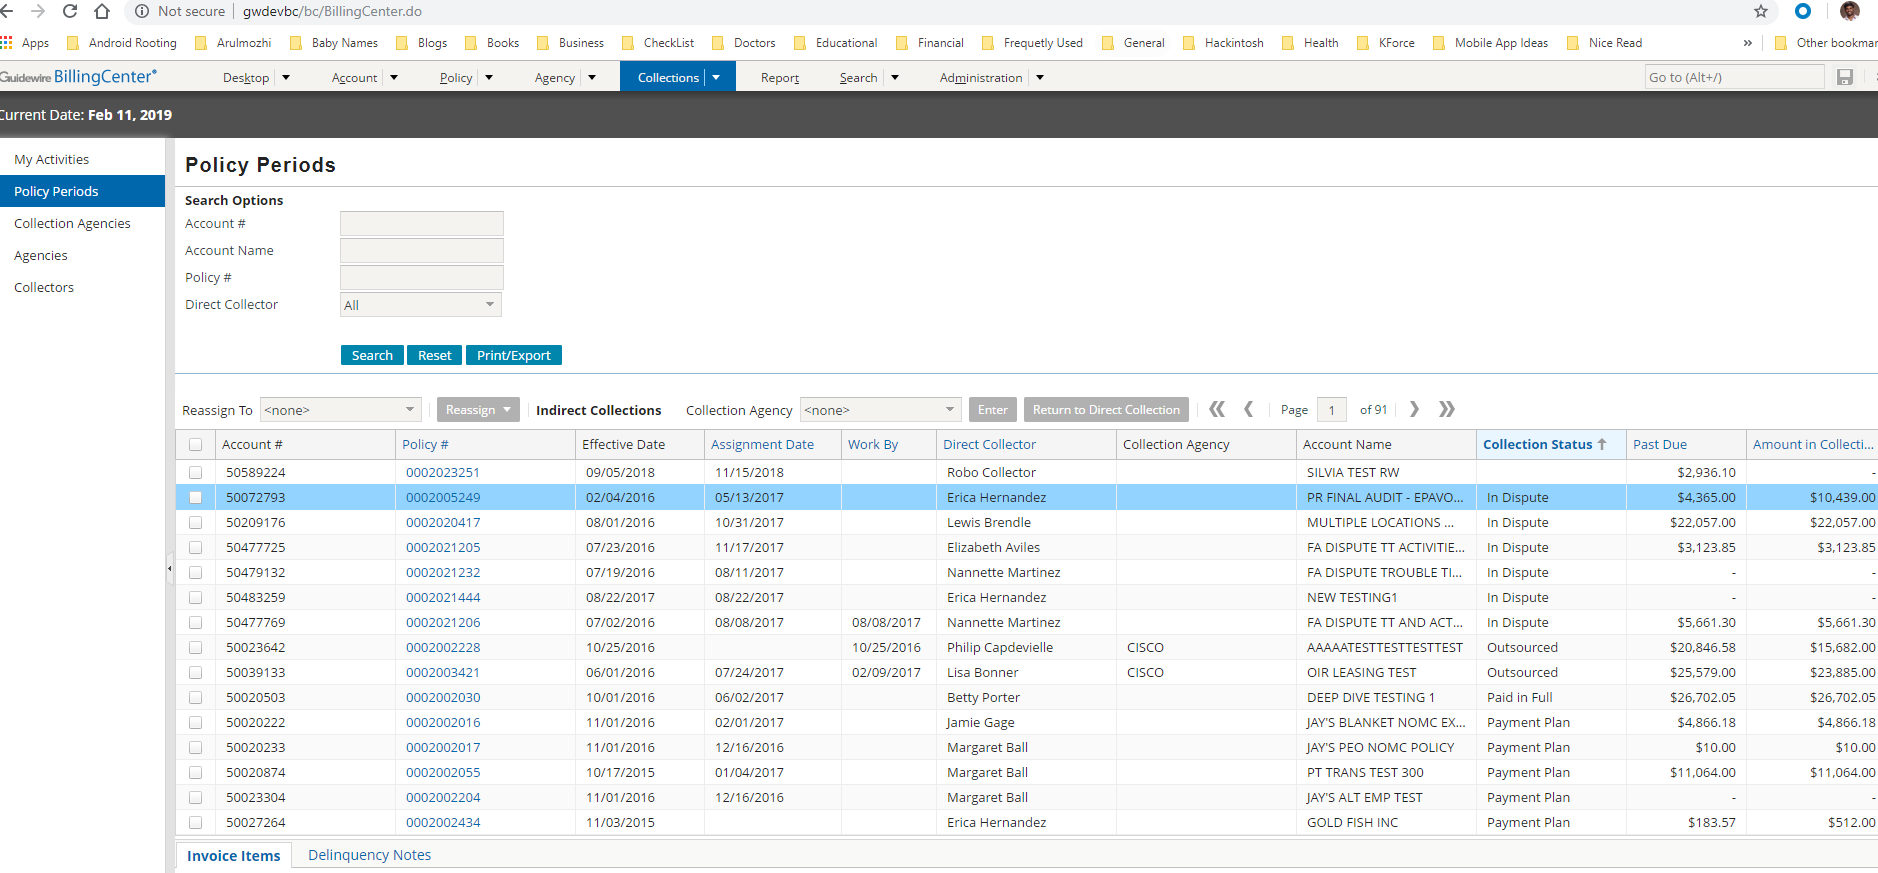 Not secure | gwdevbc/bc/BillingCenter.do
Apps Android Rooting Arulmozhi Baby Names Blogs Books Business CheckList Doctors Educational Financial Frequetly Used General Hackintosh Health KForce Mobile App Ideas Nice Read » Other bookmar
Guidewire BillingCenter® Desktop Account Policy Agency Collections Report Search Administration Go to (Alt+/)
Current Date: Feb 11, 2019
My Activities
Policy Periods
Collection Agencies
Agencies
Collectors
Policy Periods
Search Options
Account #
Account Name
Policy #
Direct Collector All
Search Reset Print/Export
Reassign To <none> Reassign Indirect Collections Collection Agency <none> Enter Return to Direct Collection Page 1 of 91
Account # Policy # Effective Date Assignment Date Work By Direct Collector Collection Agency Account Name Collection Status Past Due Amount in Collecti...
50589224 0002023251 09/05/2018 11/15/2018 Robo Collector SILVIA TEST RW $2,936.10 -
50072793 0002005249 02/04/2016 05/13/2017 Erica Hernandez PR FINAL AUDIT - EPAVO... In Dispute $4,365.00 $10,439.00
50209176 0002020417 08/01/2016 10/31/2017 Lewis Brendle MULTIPLE LOCATIONS ... In Dispute $22,057.00 $22,057.00
50477725 0002021205 07/23/2016 11/17/2017 Elizabeth Aviles FA DISPUTE TT ACTIVITIE... In Dispute $3,123.85 $3,123.85
50479132 0002021232 07/19/2016 08/11/2017 Nannette Martinez FA DISPUTE TROUBLE TI... In Dispute - -
50483259 0002021444 08/22/2017 08/22/2017 Erica Hernandez NEW TESTING1 In Dispute - -
50477769 0002021206 07/02/2016 08/08/2017 08/08/2017 Nannette Martinez FA DISPUTE TT AND ACT... In Dispute $5,661.30 $5,661.30
50023642 0002002228 10/25/2016 10/25/2016 Philip Capdevielle CISCO AAAAATESTTESTTESTTEST Outsourced $20,846.58 $15,682.00
50039133 0002003421 06/01/2016 07/24/2017 02/09/2017 Lisa Bonner CISCO OIR LEASING TEST Outsourced $25,579.00 $23,885.00
50020503 0002002030 10/01/2016 06/02/2017 Betty Porter DEEP DIVE TESTING 1 Paid in Full $26,702.05 $26,702.05
50020222 0002002016 11/01/2016 02/01/2017 Jamie Gage JAY'S BLANKET NOMC EX... Payment Plan $4,866.18 $4,866.18
50020233 0002002017 11/01/2016 12/16/2016 Margaret Ball JAY'S PEO NOMC POLICY Payment Plan $10.00 $10.00
50020874 0002002055 10/17/2015 01/04/2017 Margaret Ball PT TRANS TEST 300 Payment Plan $11,064.00 $11,064.00
50023304 0002002204 11/01/2016 12/16/2016 Margaret Ball JAY'S ALT EMP TEST Payment Plan - -
50027264 0002002434 11/03/2015 Erica Hernandez GOLD FISH INC Payment Plan $183.57 $512.00
Invoice Items Delinquency Notes